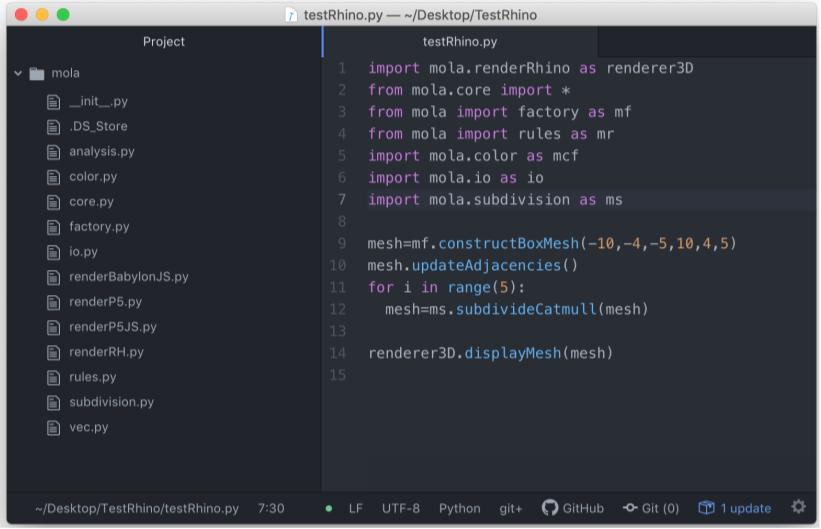 testRhino.py — ~/Desktop/TestRhino
Project
mola
__init__.py
.DS_Store
analysis.py
color.py
core.py
factory.py
io.py
renderBabylonJS.py
renderP5.py
renderP5JS.py
renderRH.py
rules.py
subdivision.py
vec.py
testRhino.py
1 import mola.renderRhino as renderer3D
2 from mola.core import *
3 from mola import factory as mf
4 from mola import rules as mr
5 import mola.color as mcf
6 import mola.io as io
7 import mola.subdivision as ms
8
9 mesh=mf.constructBoxMesh(-10,-4,-5,10,4,5)
10 mesh.updateAdjacencies()
11 for i in range(5):
12   mesh=ms.subdivideCatmull(mesh)
13
14 renderer3D.displayMesh(mesh)
15
~/Desktop/TestRhino/testRhino.py 7:30 LF UTF-8 Python git+ GitHub Git (0) 1 update